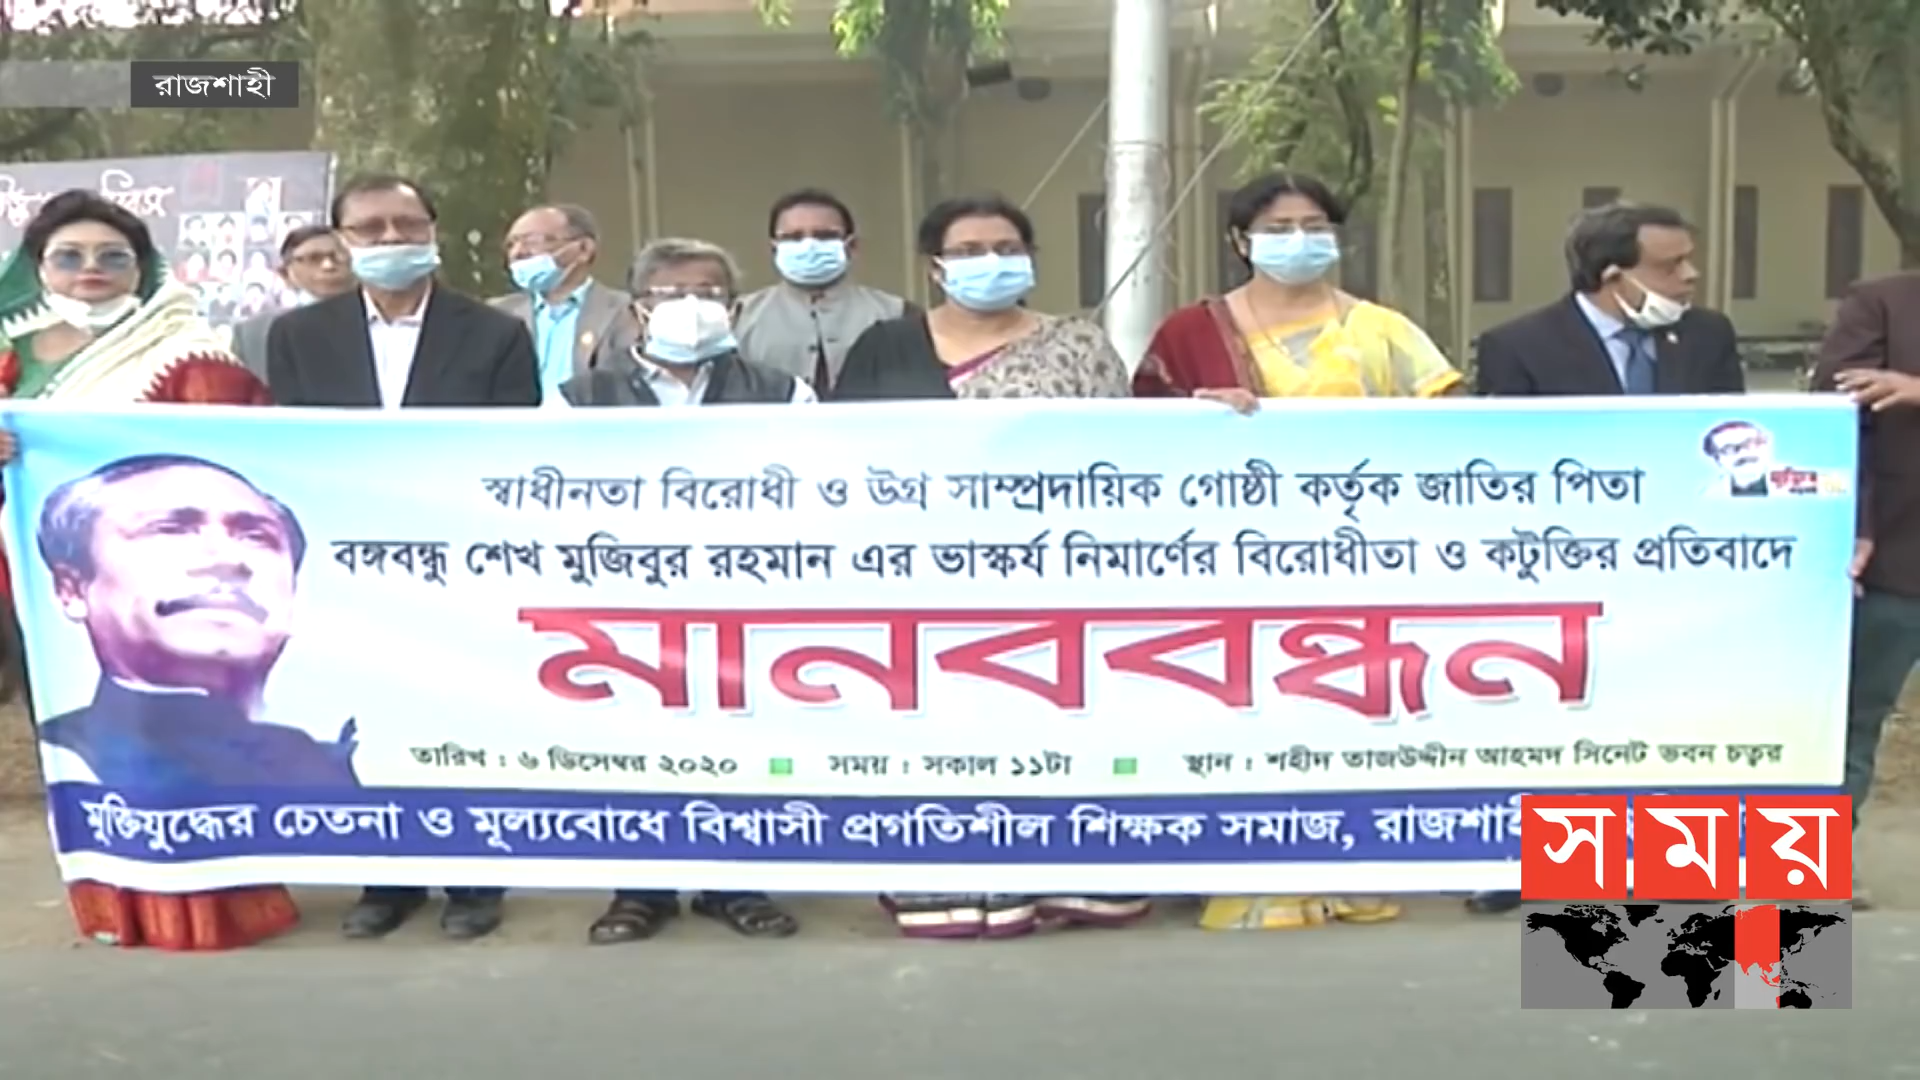 রাজশাহী
স্বাধীনতা বিরোধী ও উগ্র সাম্প্রদায়িক গোষ্ঠী কর্তৃক জাতির পিতা
বঙ্গবন্ধু শেখ মুজিবুর রহমান এর ভাস্কর্য নিমার্ণের বিরোধীতা ও কটুক্তির প্রতিবাদে
মানববন্ধন
তারিখ : ৬ ডিসেম্বর ২০২০ সময় : সকাল ১১টা স্থান : শহীদ তাজউদ্দীন আহমদ সিনেট ভবন চত্বর
মুক্তিযুদ্ধের চেতনা ও মূল্যবোধে বিশ্বাসী প্রগতিশীল শিক্ষক সমাজ,
সময়